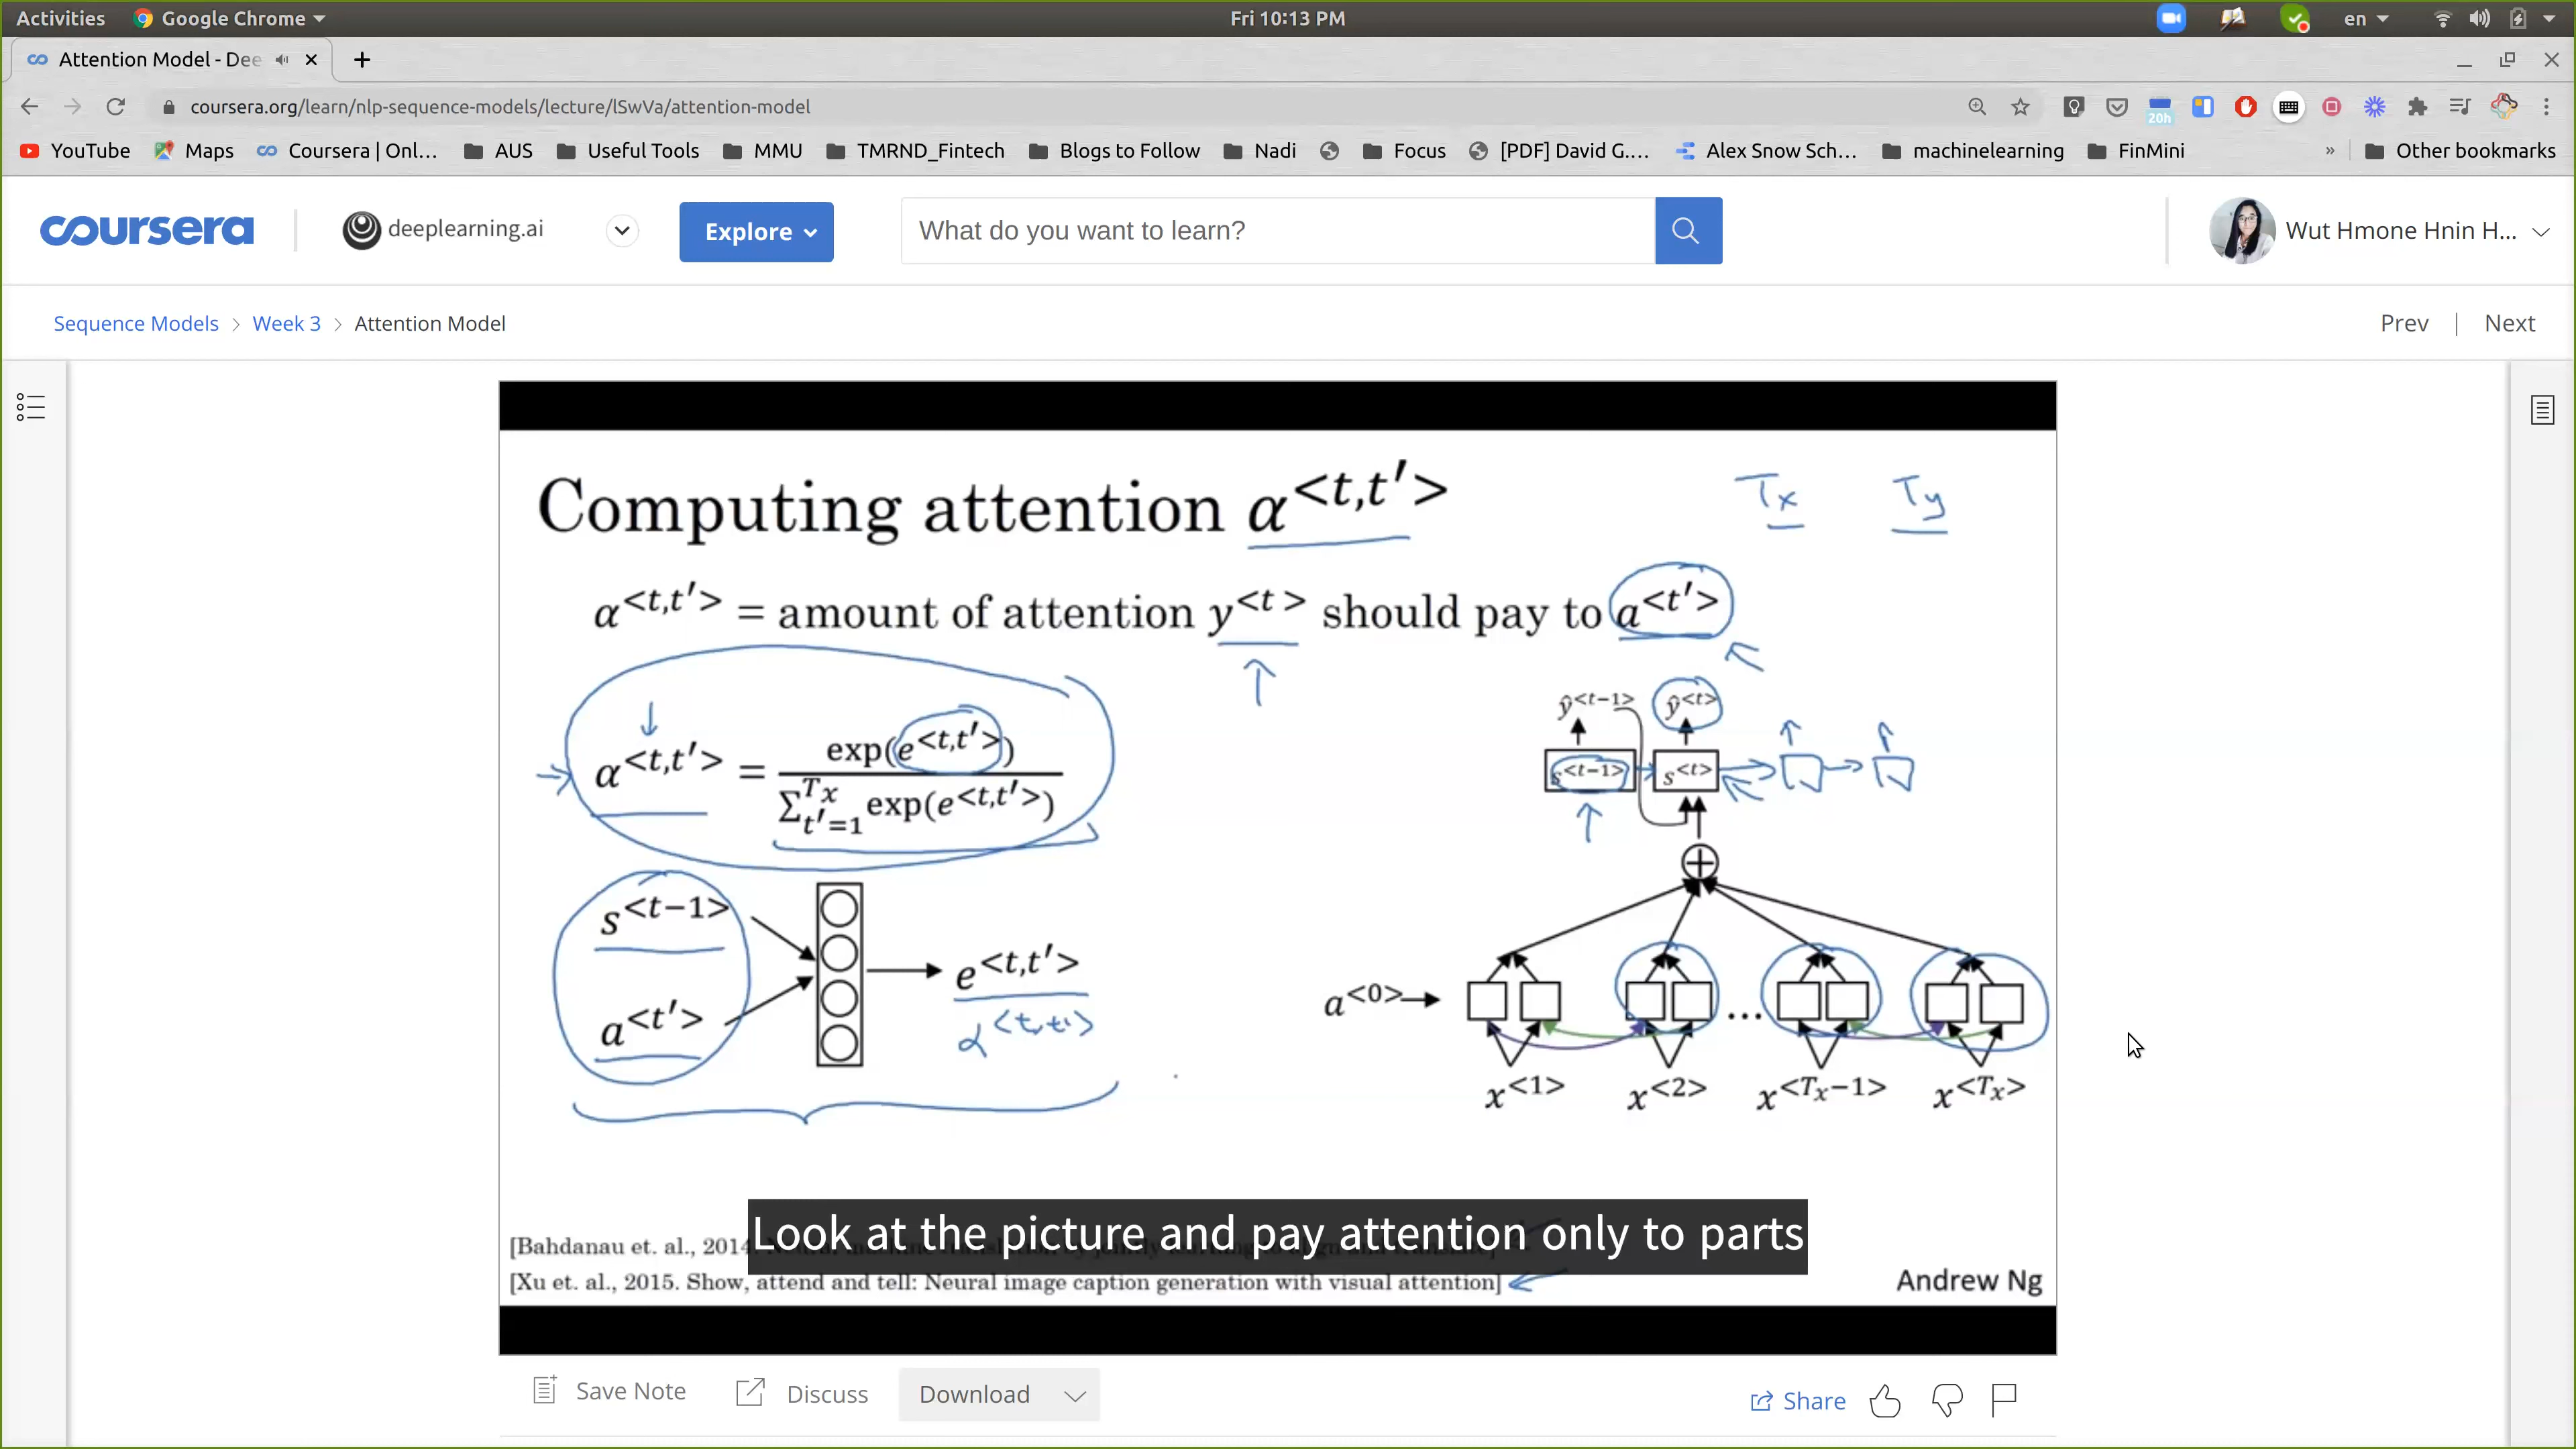 Activities Google Chrome Fri 10:13 PM en
Attention Model - Dee
coursera.org/learn/nlp-sequence-models/lecture/lSwVa/attention-model
20h
YouTube Maps Coursera | Onl... AUS Useful Tools MMU TMRND_Fintech Blogs to Follow Nadi Focus [PDF] David G.... Alex Snow Sch... machinelearning FinMini » Other bookmarks
coursera deeplearning.ai Explore What do you want to learn? Wut Hmone Hnin H...
Sequence Models > Week 3 > Attention Model Prev | Next
Computing attention α^<t,t'> Tx Ty
α^<t,t'> = amount of attention y^<t> should pay to a^<t'>
ŷ^<t−1> ŷ^<t>
α^<t,t'> = exp(e^<t,t'>) / Σ_{t'=1}^{Tx} exp(e^<t,t'>)
s^<t−1> s^<t>
s^<t−1>
e^<t,t'>
a^<0> ...
a^<t'>
α^<t,t'>
x^<1> x^<2> x^<Tx−1> x^<Tx>
Look at the picture and pay attention only to parts
[Bahdanau et. al., 2014.
[Xu et. al., 2015. Show, attend and tell: Neural image caption generation with visual attention]
Andrew Ng
Save Note Discuss Download Share